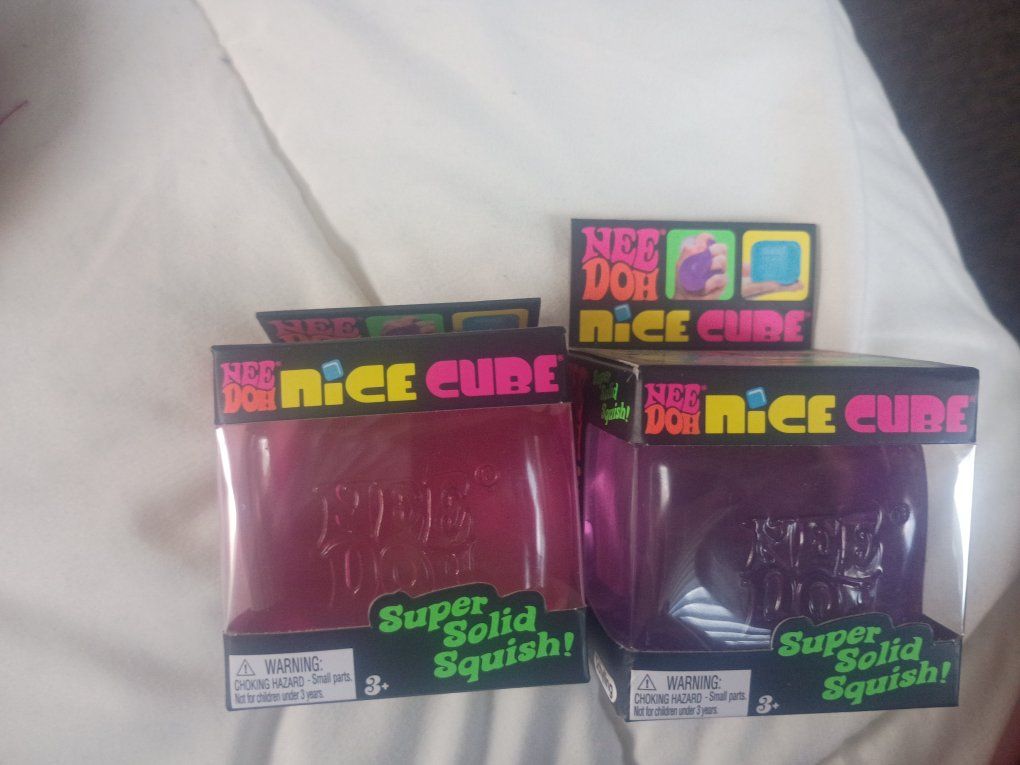 NEE
DOH
NICE CUBE
NEE
DOH
NEE DOH NICE CUBE
NEE DOH®
Super
Solid
Squish!
WARNING:
CHOKING HAZARD - Small parts.
Not for children under 3 years.
3+
Super
Solid
Squish!
NEE DOH NICE CUBE
NEE DOH®
Super
Solid
Squish!
WARNING:
CHOKING HAZARD - Small parts.
Not for children under 3 years.
3+